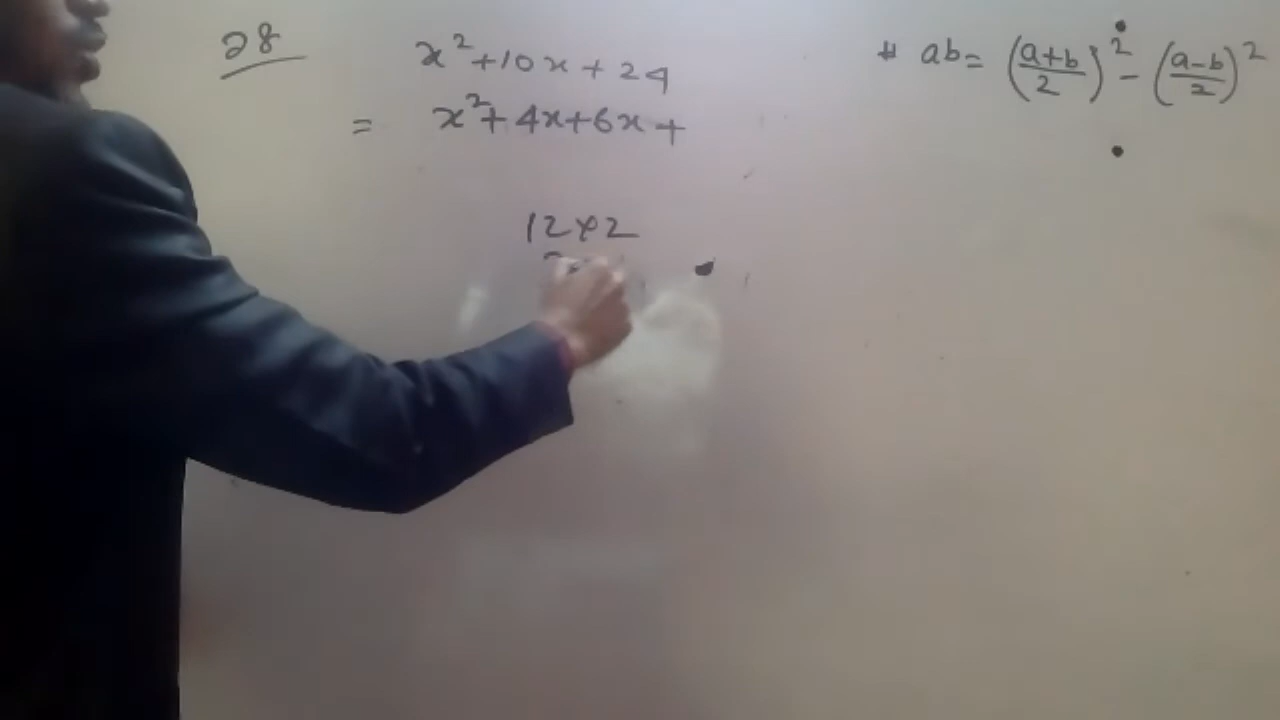 28
x²+10x+24
= x²+4x+6x+
12×2
# ab = (a+b/2)² – (a–b/2)²